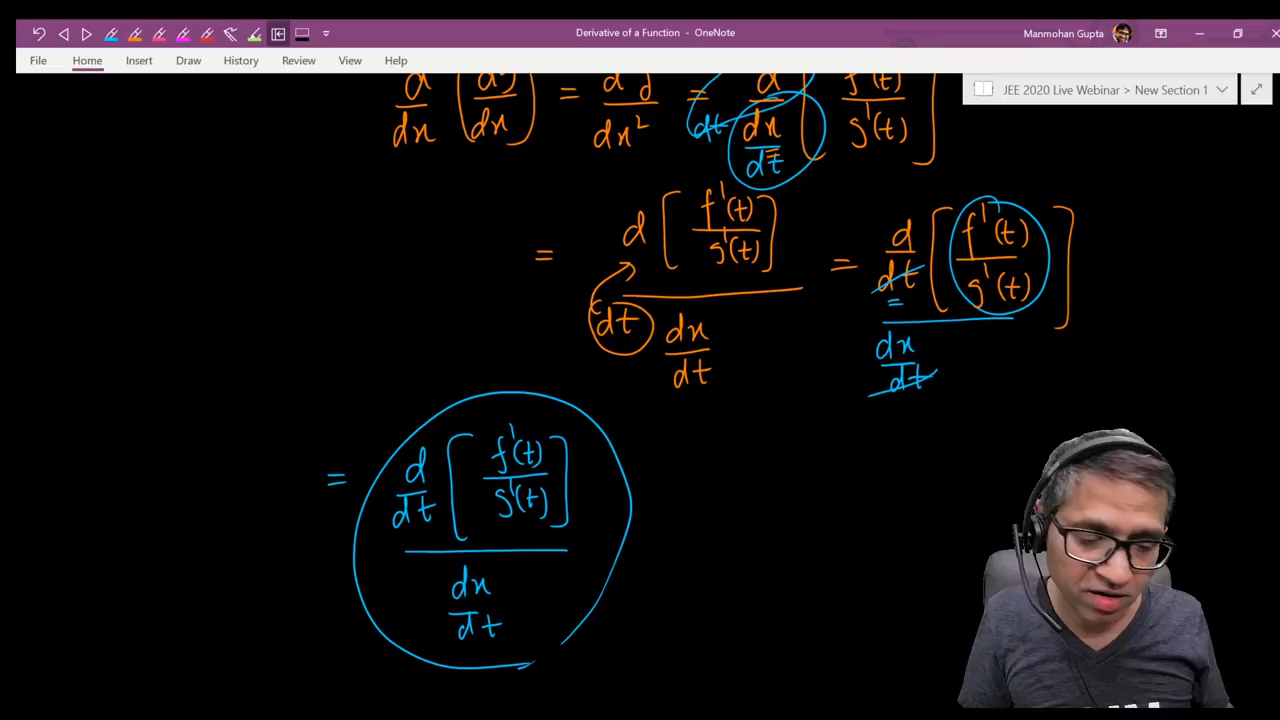 Derivative of a Function - OneNote
Manmohan Gupta
File Home Insert Draw History Review View Help
JEE 2020 Live Webinar > New Section 1
d/dx (dy/dx) = d²y/dx² = d/(dt dx/dt) [f'(t)/g'(t)]
= d [f'(t)/g'(t)] / (dt dx/dt) = d/dt [f'(t)/g'(t)] / (dx/dt)
= d/dt [f'(t)/g'(t)] / (dx/dt)